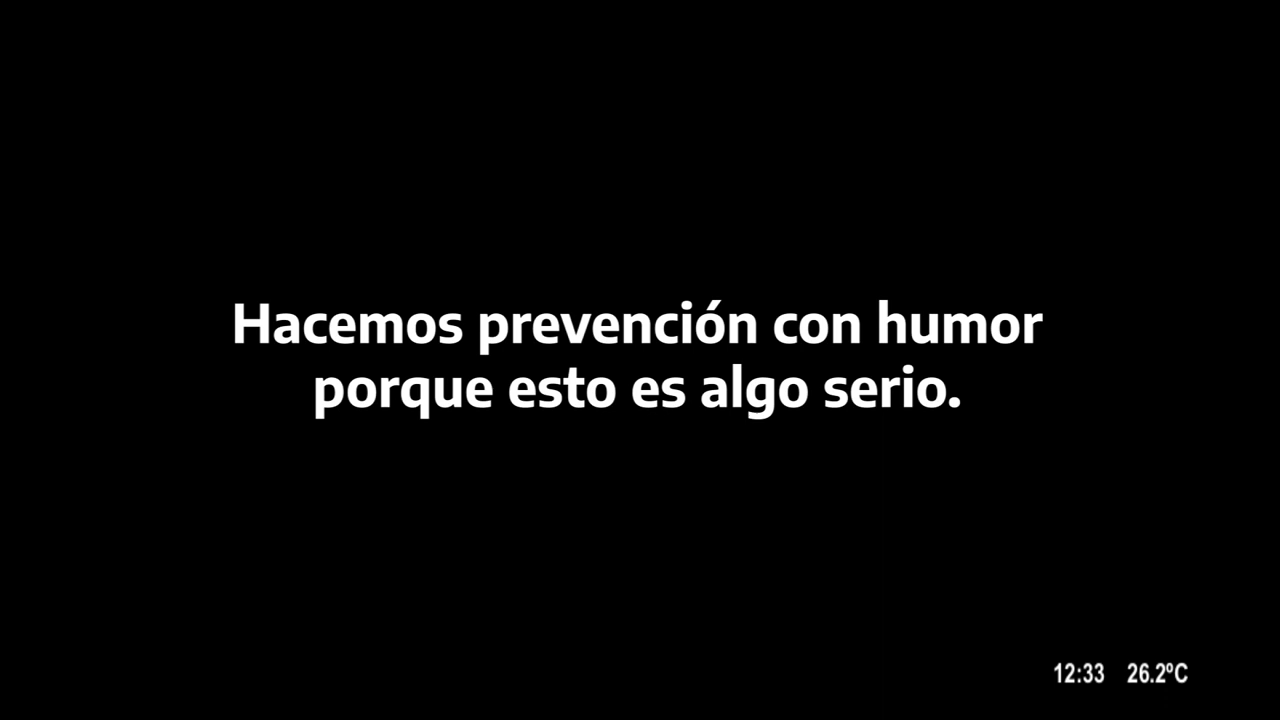 Hacemos prevención con humor
porque esto es algo serio.
12:33 26.2ºC